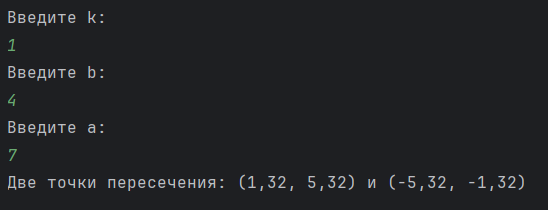 Введите k:
1
Введите b:
4
Введите a:
7
Две точки пересечения: (1,32, 5,32) и (-5,32, -1,32)